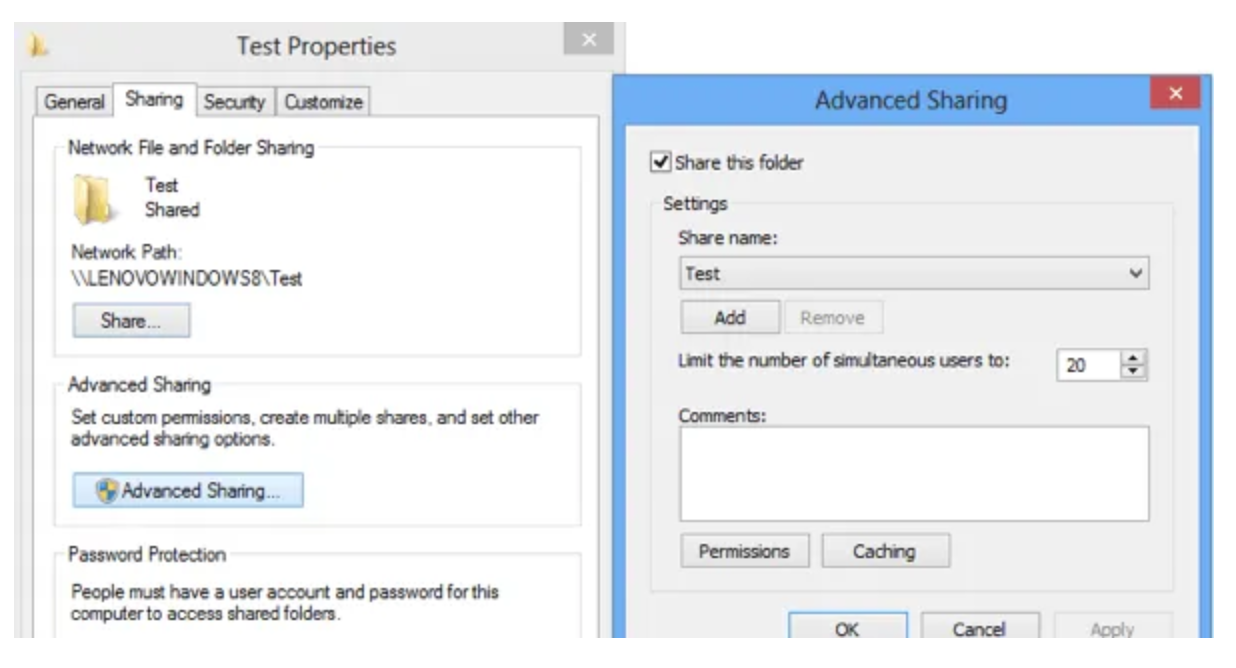 Test Properties
General
Sharing
Security
Customize
Network File and Folder Sharing
Test
Shared
Network Path:
\\LENOVOWINDOWS8\Test
Share...
Advanced Sharing
Set custom permissions, create multiple shares, and set other
advanced sharing options.
Advanced Sharing...
Password Protection
People must have a user account and password for this
computer to access shared folders.
Advanced Sharing
Share this folder
Settings
Share name:
Test
Add
Remove
Limit the number of simultaneous users to:
20
Comments:
Permissions
Caching
OK
Cancel
Apply